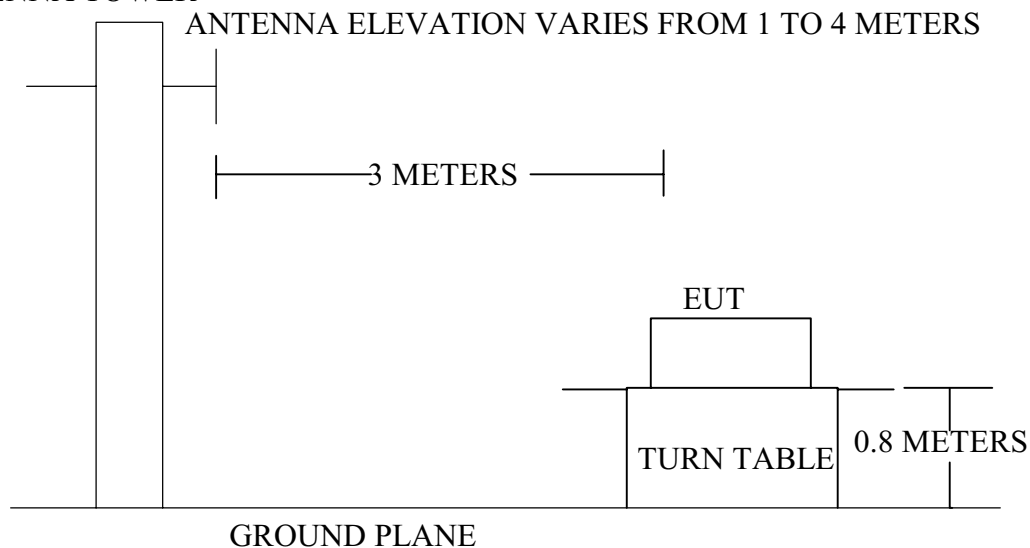 ANTENNA ELEVATION VARIES FROM 1 TO 4 METERS
3 METERS
EUT
0.8 METERS
TURN TABLE
GROUND PLANE